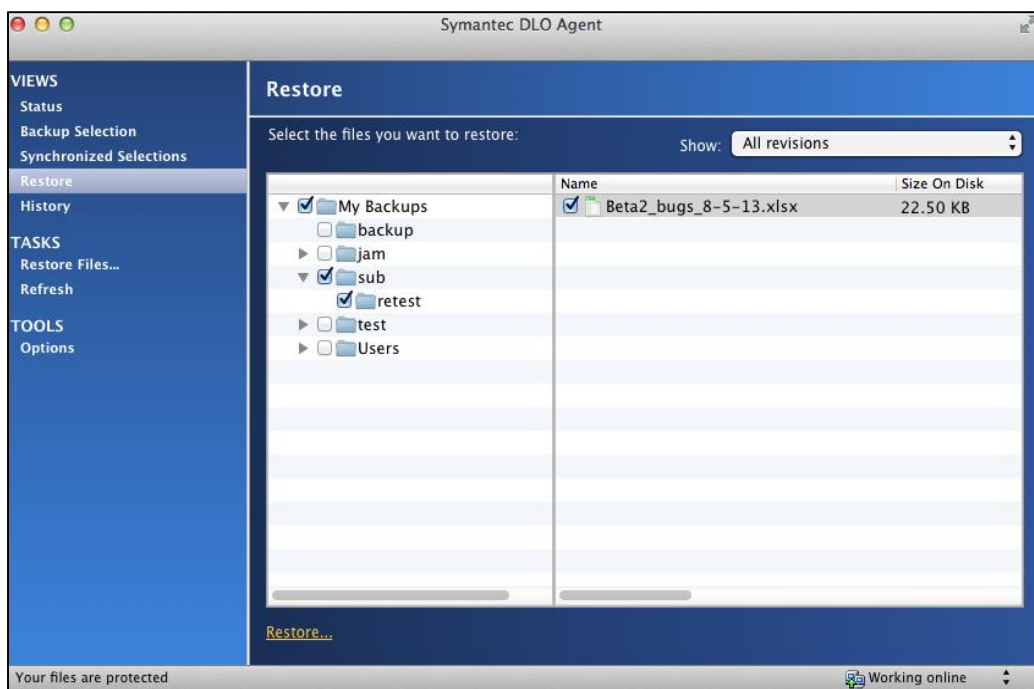 Symantec DLO Agent
VIEWS
Status
Backup Selection
Synchronized Selections
Restore
History
TASKS
Restore Files...
Refresh
TOOLS
Options
Restore
Select the files you want to restore:
Show: All revisions
My Backups
backup
jam
sub
retest
test
Users
Name Size On Disk
Beta2_bugs_8-5-13.xlsx 22.50 KB
Restore...
Your files are protected Working online